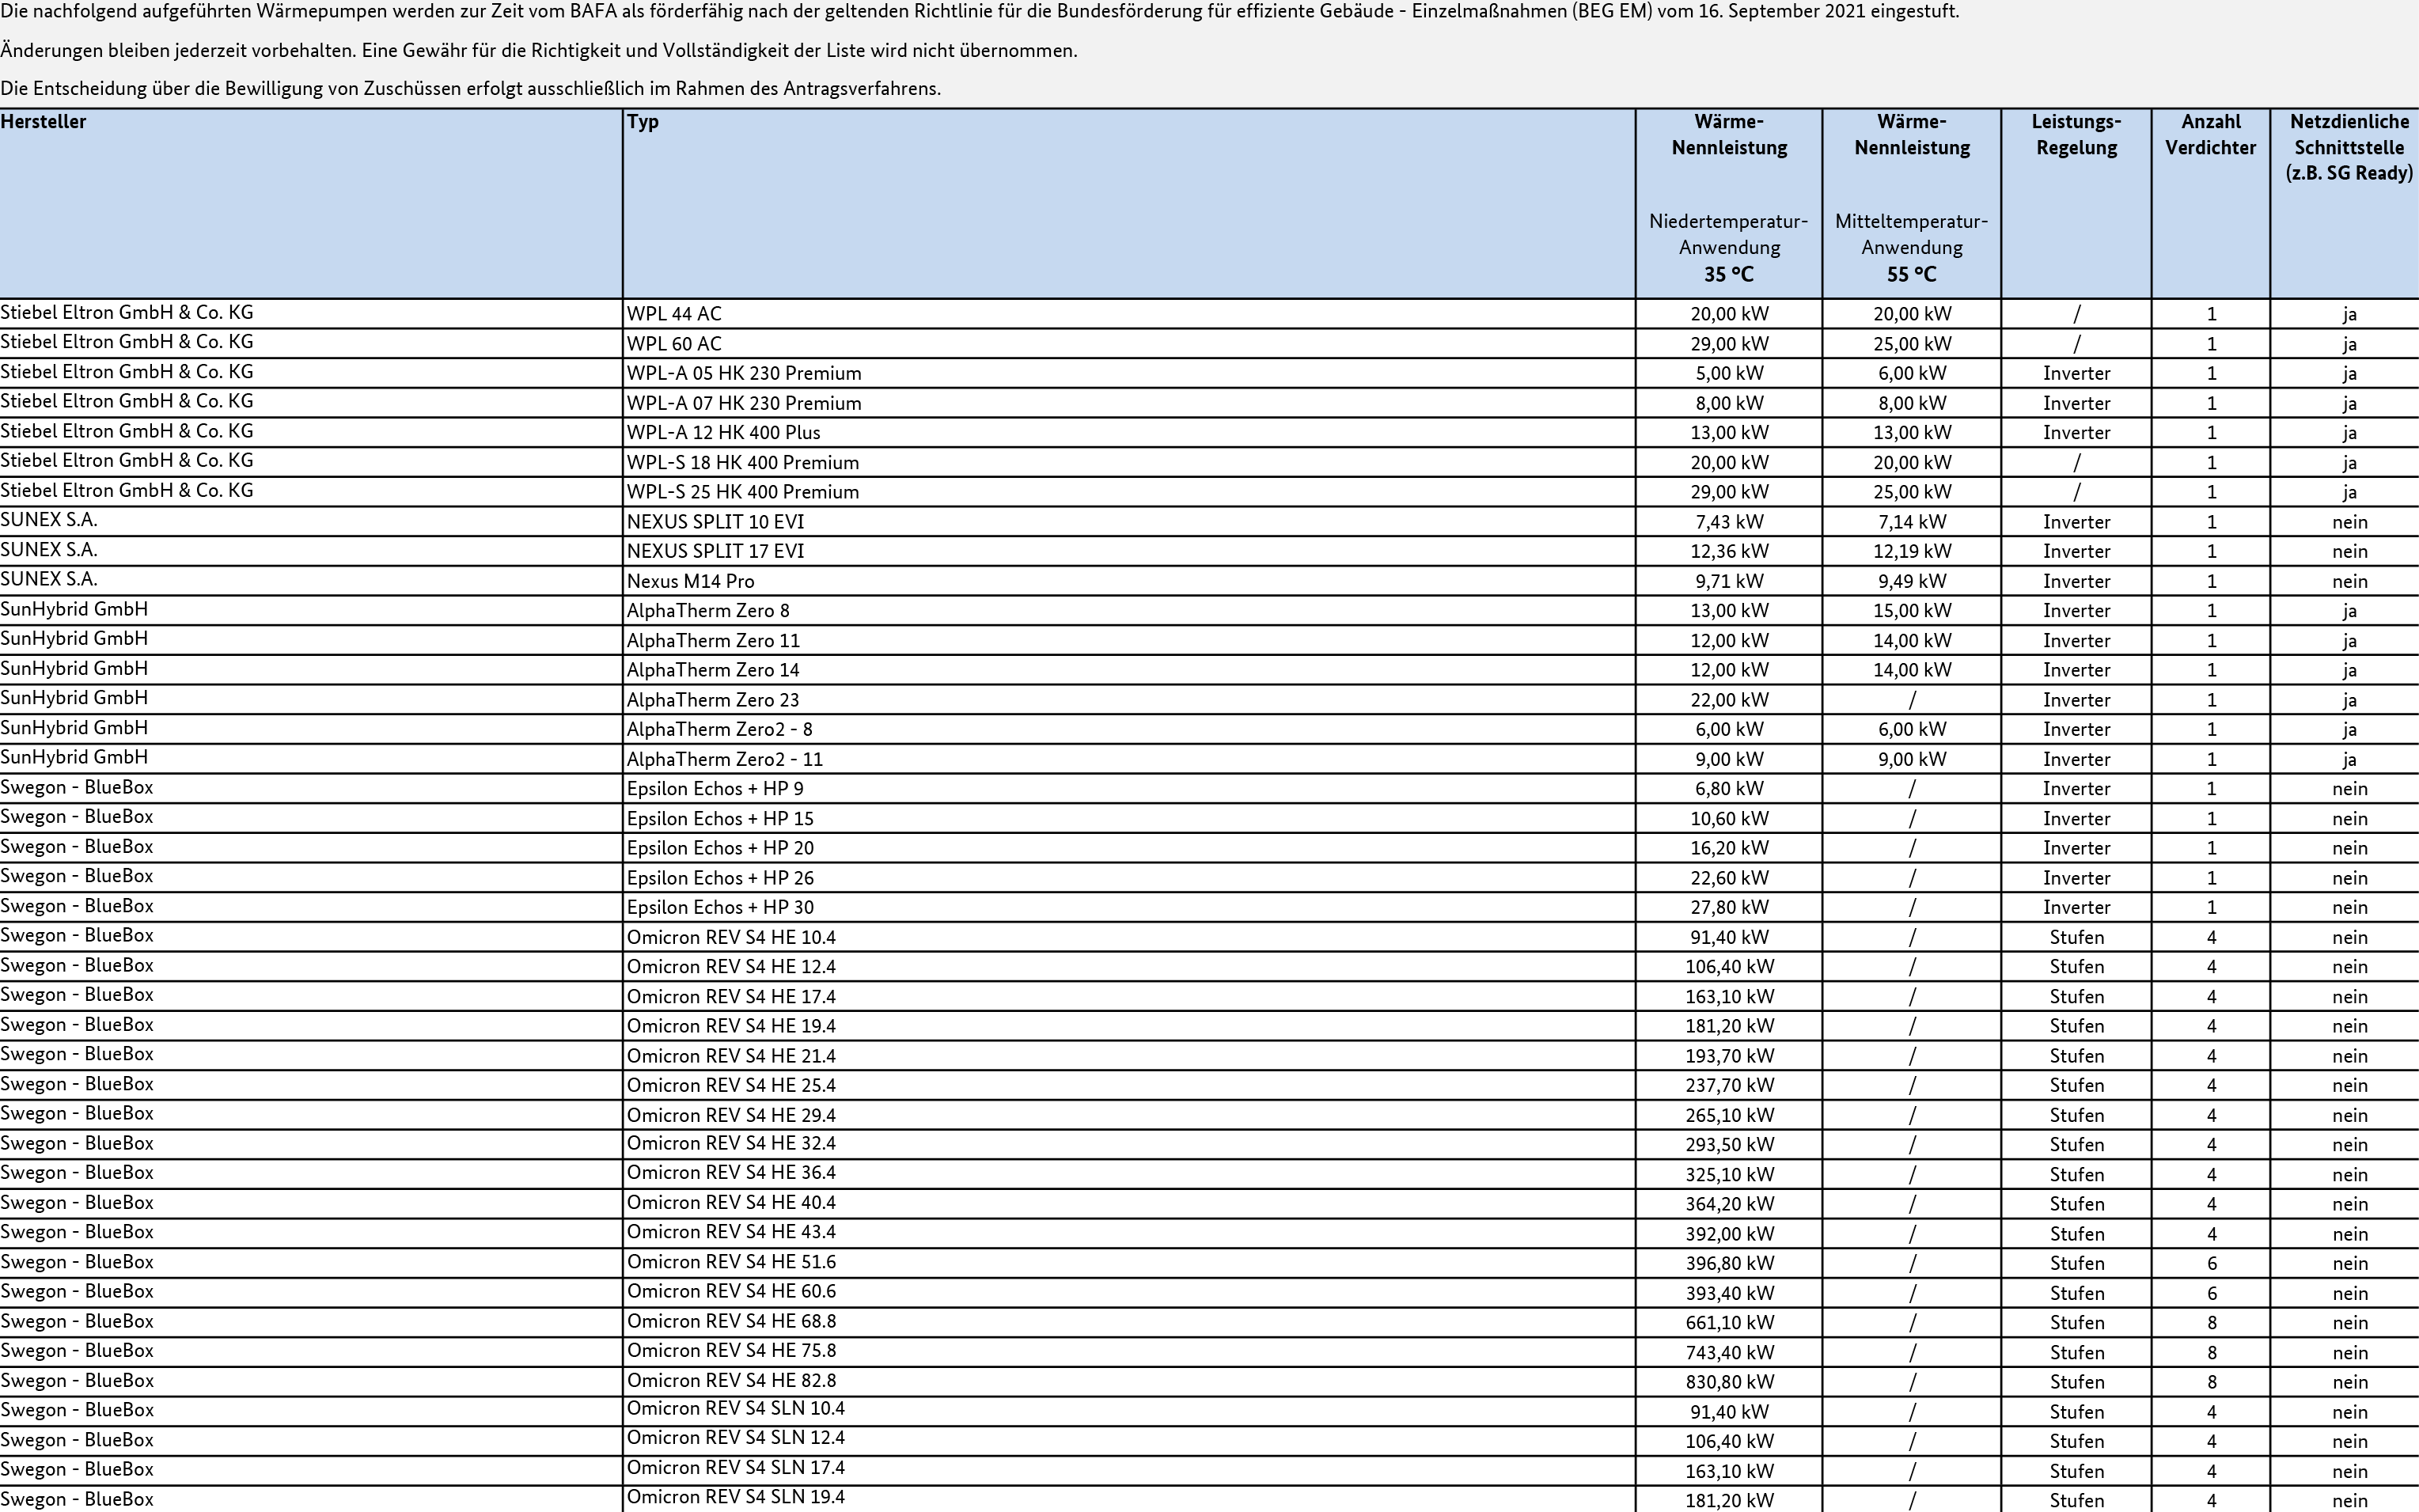 Die nachfolgend aufgeführten Wärmepumpen werden zur Zeit vom BAFA als förderfähig nach der geltenden Richtlinie für die Bundesförderung für effiziente Gebäude - Einzelmaßnahmen (BEG EM) vom 16. September 2021 eingestuft.
Änderungen bleiben jederzeit vorbehalten. Eine Gewähr für die Richtigkeit und Vollständigkeit der Liste wird nicht übernommen.
Die Entscheidung über die Bewilligung von Zuschüssen erfolgt ausschließlich im Rahmen des Antragsverfahrens.
Hersteller Typ Wärme- Wärme- Leistungs- Anzahl Netzdienliche
Nennleistung Nennleistung Regelung Verdichter Schnittstelle
(z.B. SG Ready)
Niedertemperatur- Mitteltemperatur-
Anwendung Anwendung
35 °C 55 °C
Stiebel Eltron GmbH & Co. KG WPL 44 AC 20,00 kW 20,00 kW / 1 ja
Stiebel Eltron GmbH & Co. KG WPL 60 AC 29,00 kW 25,00 kW / 1 ja
Stiebel Eltron GmbH & Co. KG WPL-A 05 HK 230 Premium 5,00 kW 6,00 kW Inverter 1 ja
Stiebel Eltron GmbH & Co. KG WPL-A 07 HK 230 Premium 8,00 kW 8,00 kW Inverter 1 ja
Stiebel Eltron GmbH & Co. KG WPL-A 12 HK 400 Plus 13,00 kW 13,00 kW Inverter 1 ja
Stiebel Eltron GmbH & Co. KG WPL-S 18 HK 400 Premium 20,00 kW 20,00 kW / 1 ja
Stiebel Eltron GmbH & Co. KG WPL-S 25 HK 400 Premium 29,00 kW 25,00 kW / 1 ja
SUNEX S.A. NEXUS SPLIT 10 EVI 7,43 kW 7,14 kW Inverter 1 nein
SUNEX S.A. NEXUS SPLIT 17 EVI 12,36 kW 12,19 kW Inverter 1 nein
SUNEX S.A. Nexus M14 Pro 9,71 kW 9,49 kW Inverter 1 nein
SunHybrid GmbH AlphaTherm Zero 8 13,00 kW 15,00 kW Inverter 1 ja
SunHybrid GmbH AlphaTherm Zero 11 12,00 kW 14,00 kW Inverter 1 ja
SunHybrid GmbH AlphaTherm Zero 14 12,00 kW 14,00 kW Inverter 1 ja
SunHybrid GmbH AlphaTherm Zero 23 22,00 kW / Inverter 1 ja
SunHybrid GmbH AlphaTherm Zero2 - 8 6,00 kW 6,00 kW Inverter 1 ja
SunHybrid GmbH AlphaTherm Zero2 - 11 9,00 kW 9,00 kW Inverter 1 ja
Swegon - BlueBox Epsilon Echos + HP 9 6,80 kW / Inverter 1 nein
Swegon - BlueBox Epsilon Echos + HP 15 10,60 kW / Inverter 1 nein
Swegon - BlueBox Epsilon Echos + HP 20 16,20 kW / Inverter 1 nein
Swegon - BlueBox Epsilon Echos + HP 26 22,60 kW / Inverter 1 nein
Swegon - BlueBox Epsilon Echos + HP 30 27,80 kW / Inverter 1 nein
Swegon - BlueBox Omicron REV S4 HE 10.4 91,40 kW / Stufen 4 nein
Swegon - BlueBox Omicron REV S4 HE 12.4 106,40 kW / Stufen 4 nein
Swegon - BlueBox Omicron REV S4 HE 17.4 163,10 kW / Stufen 4 nein
Swegon - BlueBox Omicron REV S4 HE 19.4 181,20 kW / Stufen 4 nein
Swegon - BlueBox Omicron REV S4 HE 21.4 193,70 kW / Stufen 4 nein
Swegon - BlueBox Omicron REV S4 HE 25.4 237,70 kW / Stufen 4 nein
Swegon - BlueBox Omicron REV S4 HE 29.4 265,10 kW / Stufen 4 nein
Swegon - BlueBox Omicron REV S4 HE 32.4 293,50 kW / Stufen 4 nein
Swegon - BlueBox Omicron REV S4 HE 36.4 325,10 kW / Stufen 4 nein
Swegon - BlueBox Omicron REV S4 HE 40.4 364,20 kW / Stufen 4 nein
Swegon - BlueBox Omicron REV S4 HE 43.4 392,00 kW / Stufen 4 nein
Swegon - BlueBox Omicron REV S4 HE 51.6 396,80 kW / Stufen 6 nein
Swegon - BlueBox Omicron REV S4 HE 60.6 393,40 kW / Stufen 6 nein
Swegon - BlueBox Omicron REV S4 HE 68.8 661,10 kW / Stufen 8 nein
Swegon - BlueBox Omicron REV S4 HE 75.8 743,40 kW / Stufen 8 nein
Swegon - BlueBox Omicron REV S4 HE 82.8 830,80 kW / Stufen 8 nein
Swegon - BlueBox Omicron REV S4 SLN 10.4 91,40 kW / Stufen 4 nein
Swegon - BlueBox Omicron REV S4 SLN 12.4 106,40 kW / Stufen 4 nein
Swegon - BlueBox Omicron REV S4 SLN 17.4 163,10 kW / Stufen 4 nein
Swegon - BlueBox Omicron REV S4 SLN 19.4 181,20 kW / Stufen 4 nein